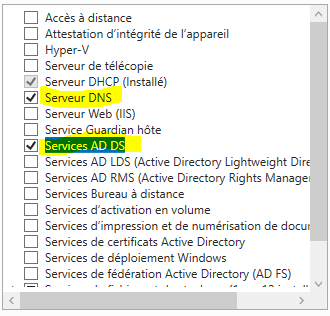 Accès à distance
Attestation d'intégrité de l'appareil
Hyper-V
Serveur de télécopie
Serveur DHCP (Installé)
Serveur DNS
Serveur Web (IIS)
Service Guardian hôte
Services AD DS
Services AD LDS (Active Directory Lightweight Dire
Services AD RMS (Active Directory Rights Manager
Services Bureau à distance
Services d'activation en volume
Services d'impression et de numérisation de docu
Services de certificats Active Directory
Services de déploiement Windows
Services de fédération Active Directory (AD FS)